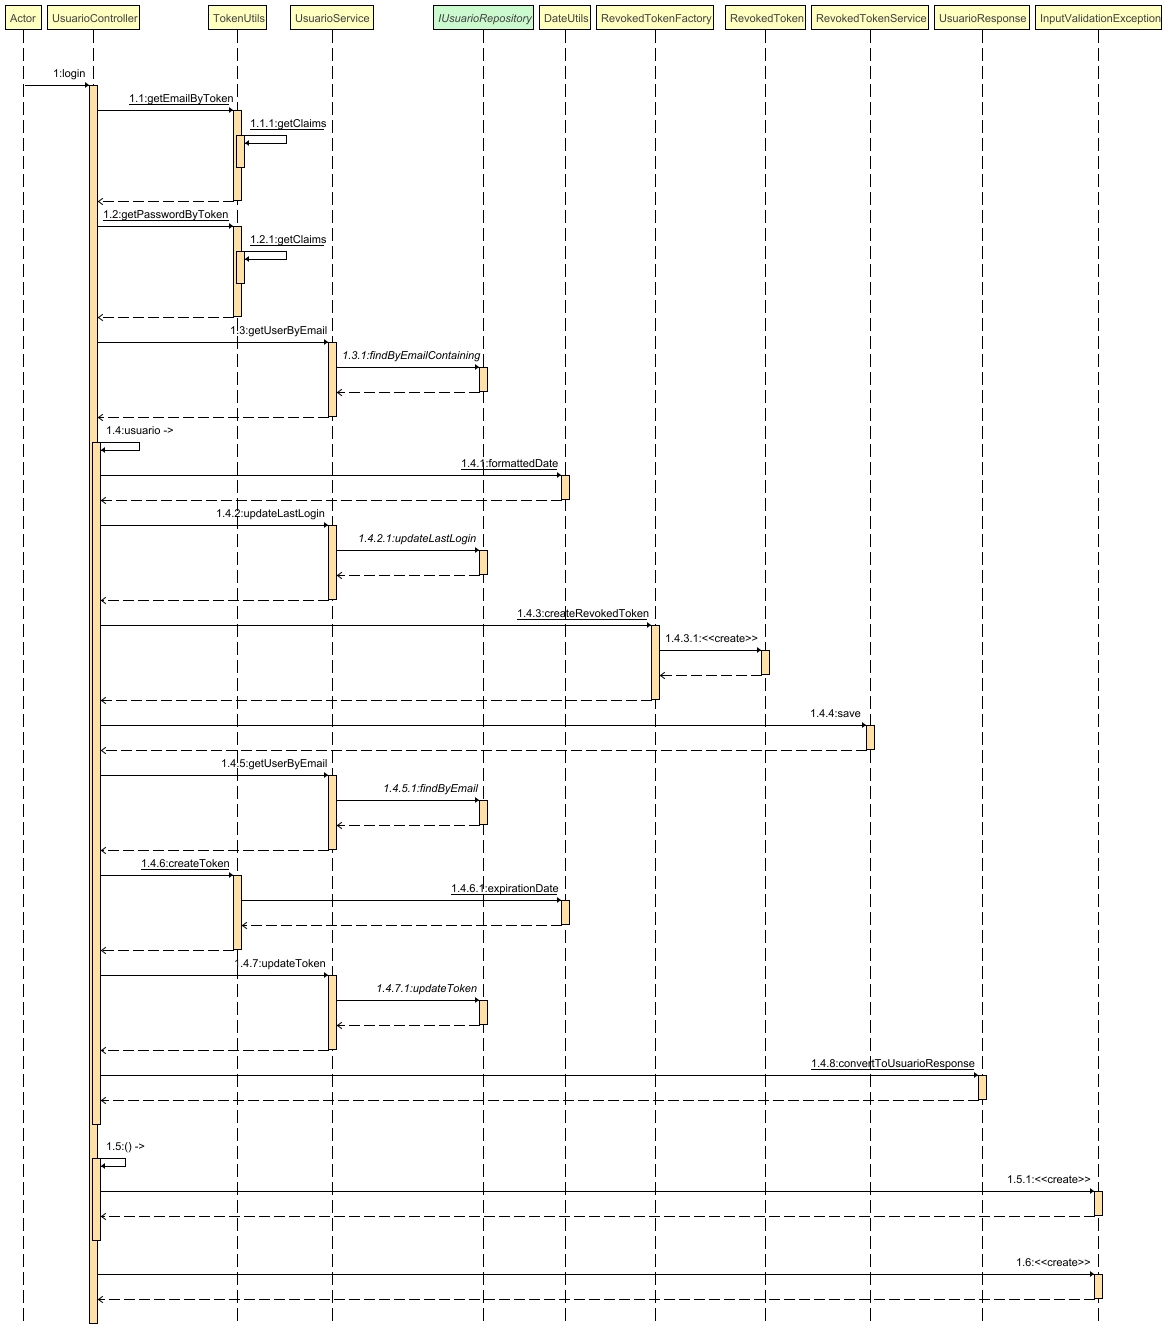 Actor
UsuarioController
TokenUtils
UsuarioService
IUsuarioRepository
DateUtils
RevokedTokenFactory
RevokedToken
RevokedTokenService
UsuarioResponse
InputValidationException
1:login
1.1:getEmailByToken
1.1.1:getClaims
1.2:getPasswordByToken
1.2.1:getClaims
1.3:getUserByEmail
1.3.1:findByEmailContaining
1.4:usuario ->
1.4.1:formattedDate
1.4.2:updateLastLogin
1.4.2.1:updateLastLogin
1.4.3:createRevokedToken
1.4.3.1:<<create>>
1.4.4:save
1.4.5:getUserByEmail
1.4.5.1:findByEmail
1.4.6:createToken
1.4.6.1:expirationDate
1.4.7:updateToken
1.4.7.1:updateToken
1.4.8:convertToUsuarioResponse
1.5:() ->
1.5.1:<<create>>
1.6:<<create>>